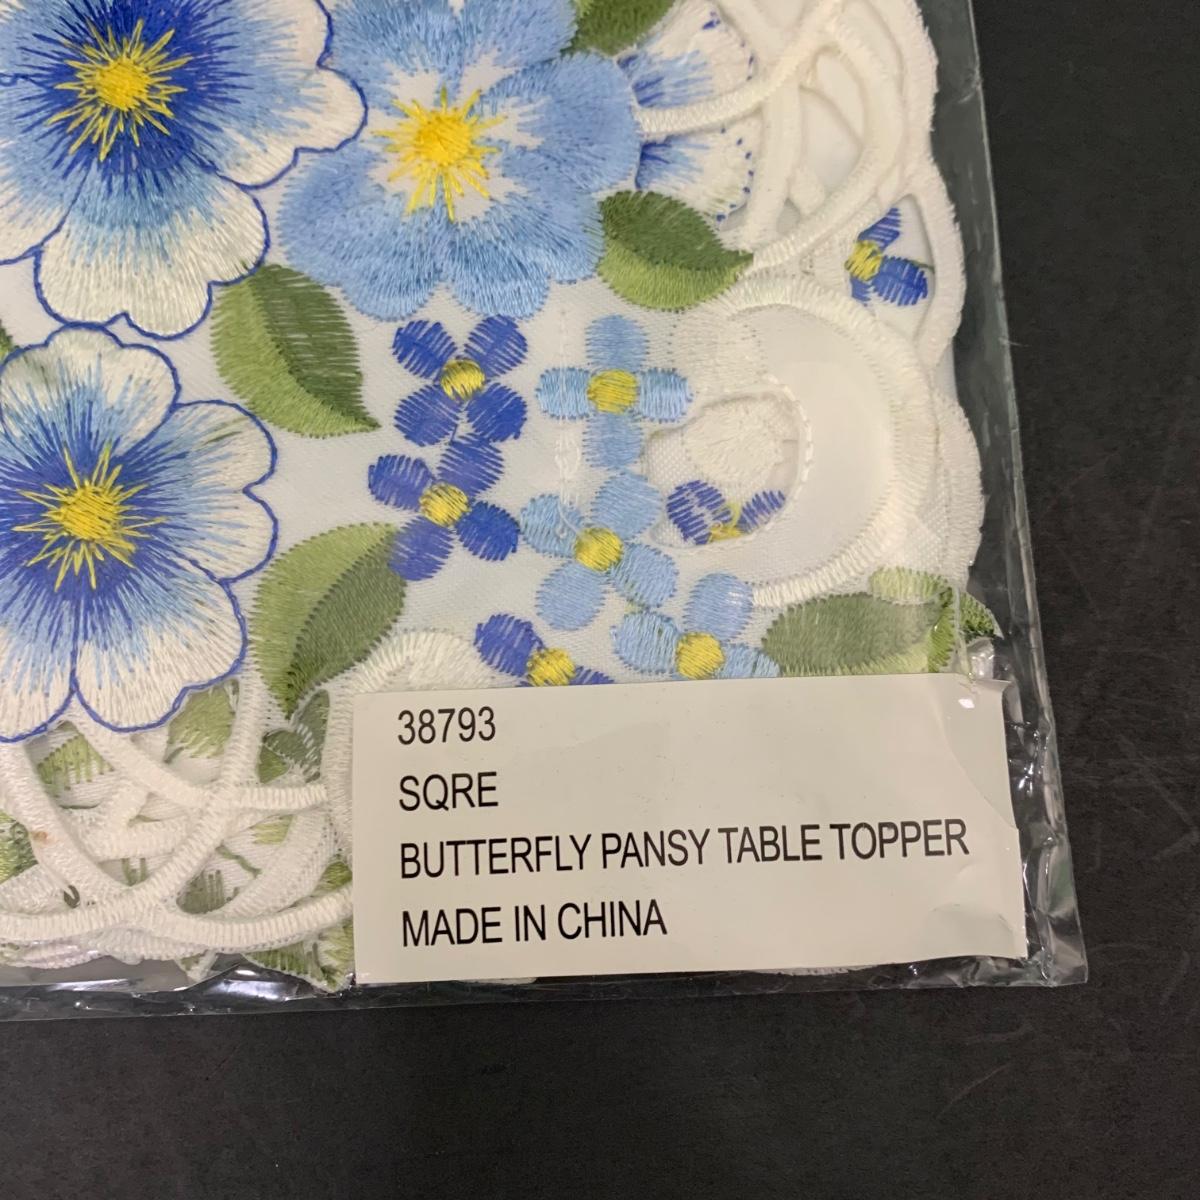 38793
SQRE
BUTTERFLY PANSY TABLE TOPPER
MADE IN CHINA